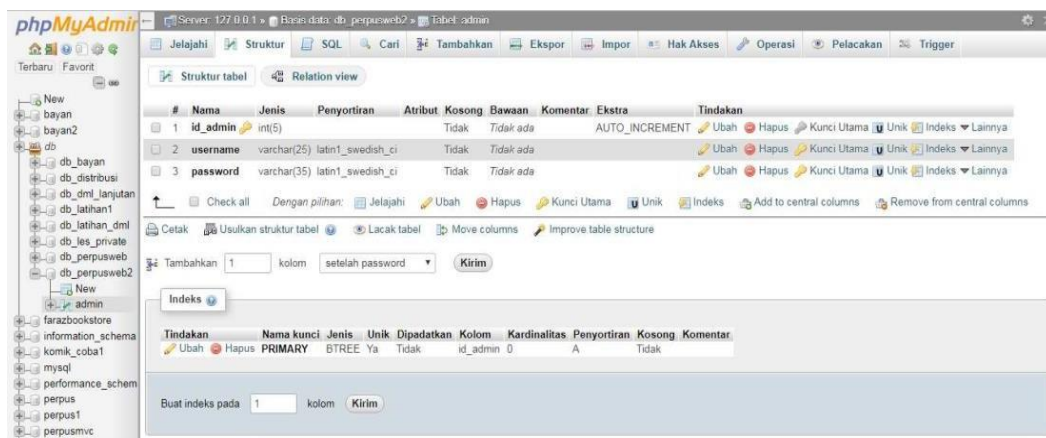 phpMyAdmin
Terbaru Favorit
New
bayan
bayan2
db
db_bayan
db_distribusi
db_dml_lanjutan
db_latihan1
db_latihan_dml
db_les_private
db_perpusweb
db_perpusweb2
New
admin
farazbookstore
information_schema
komik_coba1
mysql
performance_schem
perpus
perpus1
perpusmvc
Server: 127.0.0.1 » Basis data: db_perpusweb2 » Tabel: admin
Jelajahi Struktur SQL Cari Tambahkan Ekspor Impor Hak Akses Operasi Pelacakan Trigger
Struktur tabel Relation view
# Nama Jenis Penyortiran Atribut Kosong Bawaan Komentar Ekstra Tindakan
1 id_admin int(5) Tidak Tidak ada AUTO_INCREMENT Ubah Hapus Kunci Utama Unik Indeks Lainnya
2 username varchar(25) latin1_swedish_ci Tidak Tidak ada Ubah Hapus Kunci Utama Unik Indeks Lainnya
3 password varchar(35) latin1_swedish_ci Tidak Tidak ada Ubah Hapus Kunci Utama Unik Indeks Lainnya
Check all Dengan pilihan: Jelajahi Ubah Hapus Kunci Utama Unik Indeks Add to central columns Remove from central columns
Cetak Usulkan struktur tabel Lacak tabel Move columns Improve table structure
Tambahkan 1 kolom setelah password Kirim
Indeks
Tindakan Nama kunci Jenis Unik Dipadatkan Kolom Kardinalitas Penyortiran Kosong Komentar
Ubah Hapus PRIMARY BTREE Ya Tidak id_admin 0 A Tidak
Buat indeks pada 1 kolom Kirim